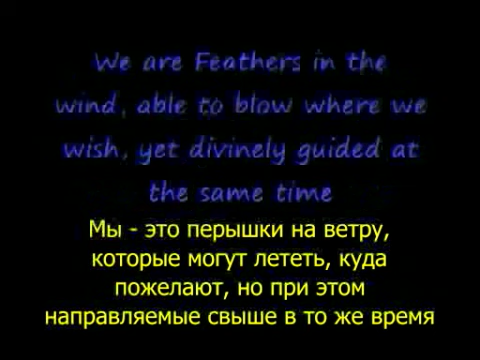 We are Feathers in the
wind, able to blow where we
wish, yet divinely guided at
the same time
Мы - это перышки на ветру,
которые могут лететь, куда
пожелают, но при этом
направляемые свыше в то же время